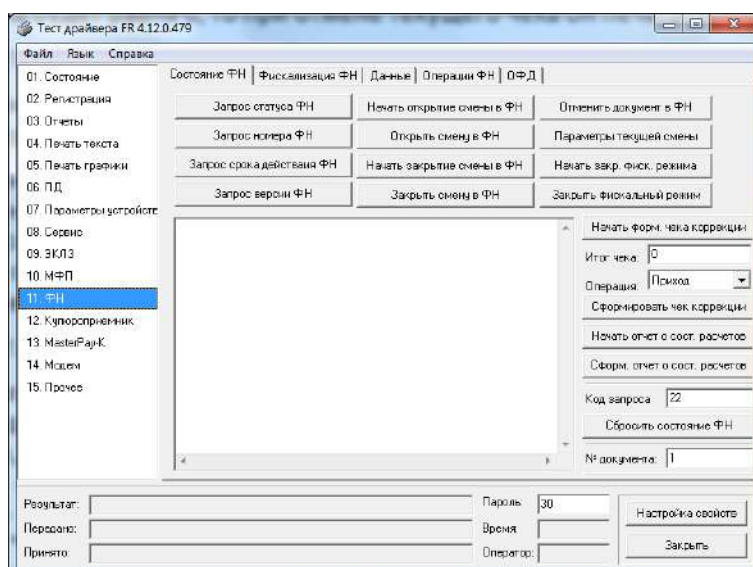 Тест драйвера FR 4.12.0.479
Файл Язык Справка
01. Состояние
02. Регистрация
03. Отчеты
04. Печать текста
05. Печать графики
06. ПД
07. Параметры устройств
08. Сервис
09. ЭКЛЗ
10. МФП
11. ФН
12. Купюроприемник
13. MasterPay-К
14. Модем
15. Прочее
Состояние ФН Фискализация ФН Данные Операции ФН ОФД
Запрос статуса ФН Начать открытие смены в ФН Отменить документ в ФН
Запрос номера ФН Открыть смену в ФН Параметры текущей смены
Запрос срока действия ФН Начать закрытие смены в ФН Начать закр. фиск. режима
Запрос версии ФН Закрыть смену в ФН Закрыть фискальный режим
Начать форм. чека коррекции
Итог чека: 0
Операция: Приход
Сформировать чек коррекции
Начать отчет о сост. расчетов
Сформ. отчет о сост. расчетов
Код запроса 22
Сбросить состояние ФН
№ документа: 1
Результат: Пароль: 30 Настройка свойств
Передано: Время:
Принято: Оператор: Закрыть